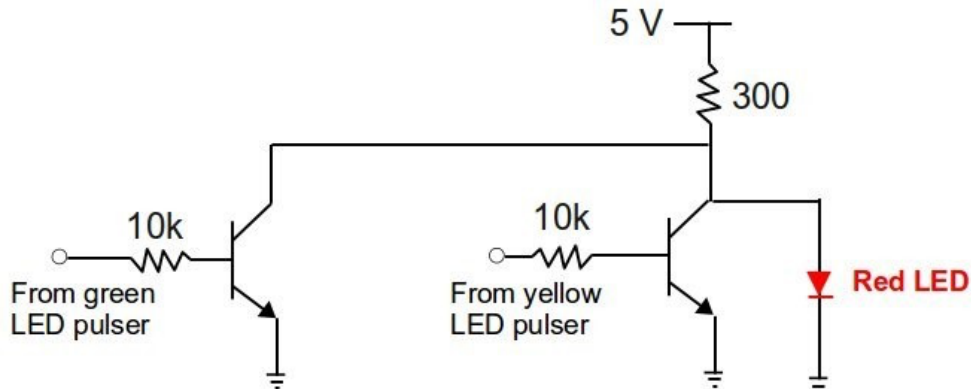 5 V
300
10k
10k
From green
LED pulser
From yellow
LED pulser
Red LED